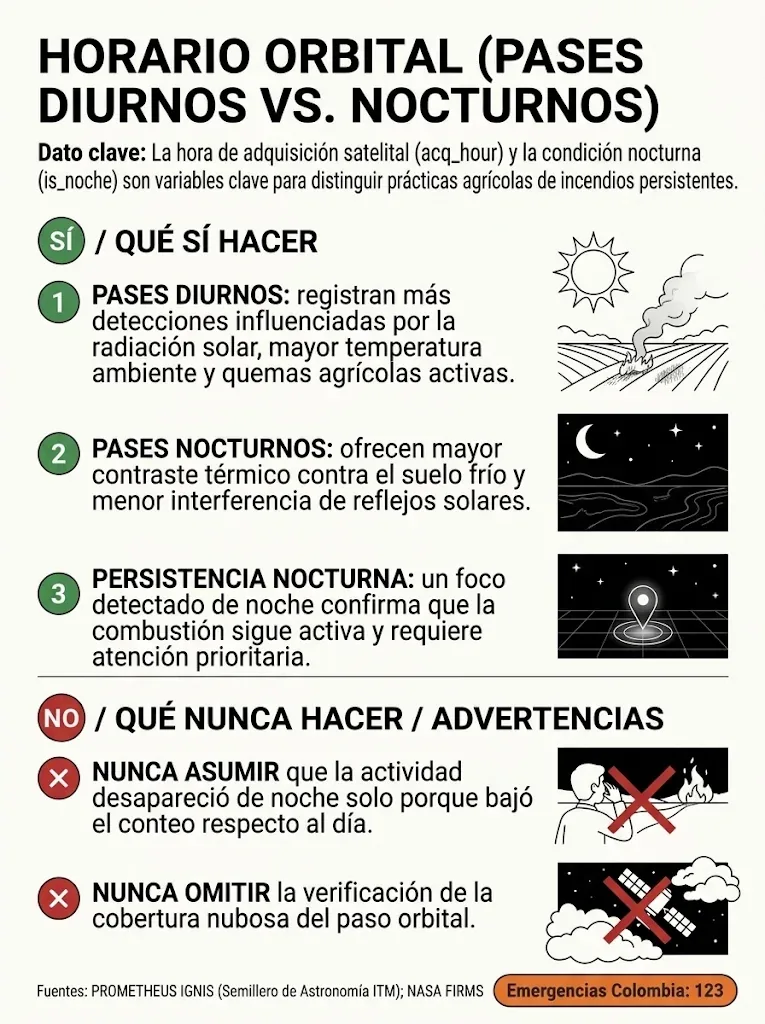 HORARIO ORBITAL (PASES
DIURNOS VS. NOCTURNOS)
Dato clave: La hora de adquisición satelital (acq_hour) y la condición nocturna
(is_noche) son variables clave para distinguir prácticas agrícolas de incendios persistentes.
SÍ / QUÉ SÍ HACER
1 PASES DIURNOS: registran más
detecciones influenciadas por la
radiación solar, mayor temperatura
ambiente y quemas agrícolas activas.
2 PASES NOCTURNOS: ofrecen mayor
contraste térmico contra el suelo frío y
menor interferencia de reflejos solares.
3 PERSISTENCIA NOCTURNA: un foco
detectado de noche confirma que la
combustión sigue activa y requiere
atención prioritaria.
NO / QUÉ NUNCA HACER / ADVERTENCIAS
NUNCA ASUMIR que la actividad
desapareció de noche solo porque bajó
el conteo respecto al día.
NUNCA OMITIR la verificación de la
cobertura nubosa del paso orbital.
Fuentes: PROMETHEUS IGNIS (Semillero de Astronomía ITM); NASA FIRMS
Emergencias Colombia: 123